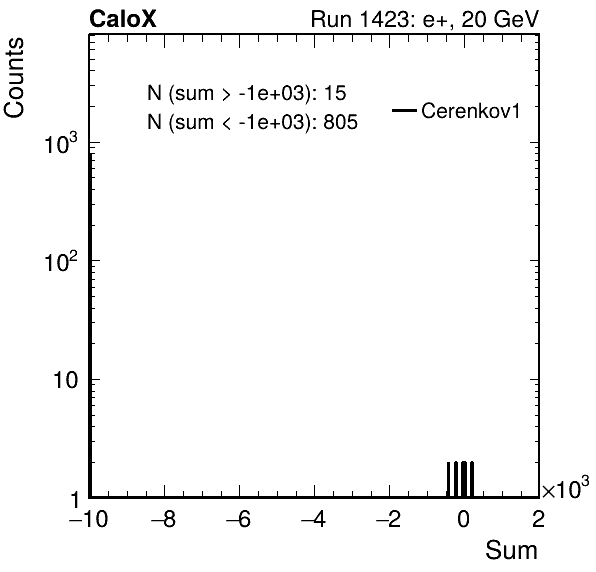 CaloX Run 1423: e+, 20 GeV
Counts
N (sum > -1e+03): 15
N (sum < -1e+03): 805
Cerenkov1
10³
10²
10
1
−10 −8 −6 −4 −2 0 2
×10³
Sum